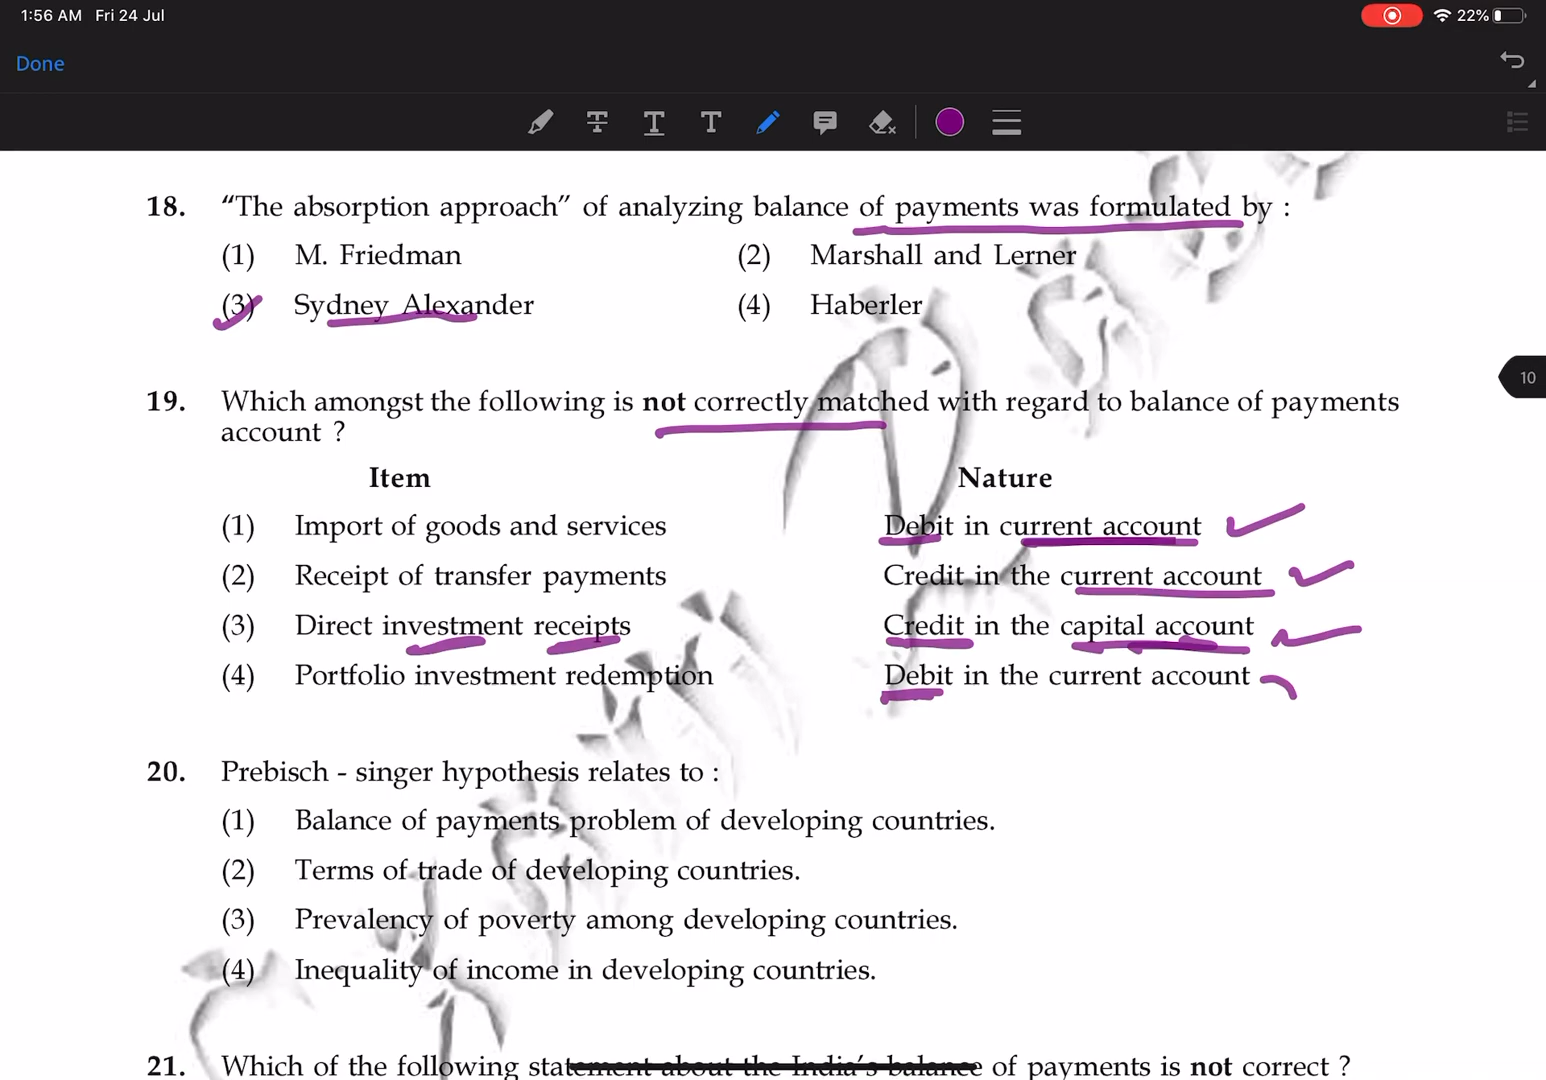 1:56 AM Fri 24 Jul
22%
Done
18. “The absorption approach” of analyzing balance of payments was formulated by :
(1) M. Friedman (2) Marshall and Lerner
(3) Sydney Alexander (4) Haberler
10
19. Which amongst the following is not correctly matched with regard to balance of payments
account ?
Item Nature
(1) Import of goods and services Debit in current account
(2) Receipt of transfer payments Credit in the current account
(3) Direct investment receipts Credit in the capital account
(4) Portfolio investment redemption Debit in the current account
20. Prebisch - singer hypothesis relates to :
(1) Balance of payments problem of developing countries.
(2) Terms of trade of developing countries.
(3) Prevalency of poverty among developing countries.
(4) Inequality of income in developing countries.
21. Which of the following statement about the India’s balance of payments is not correct ?